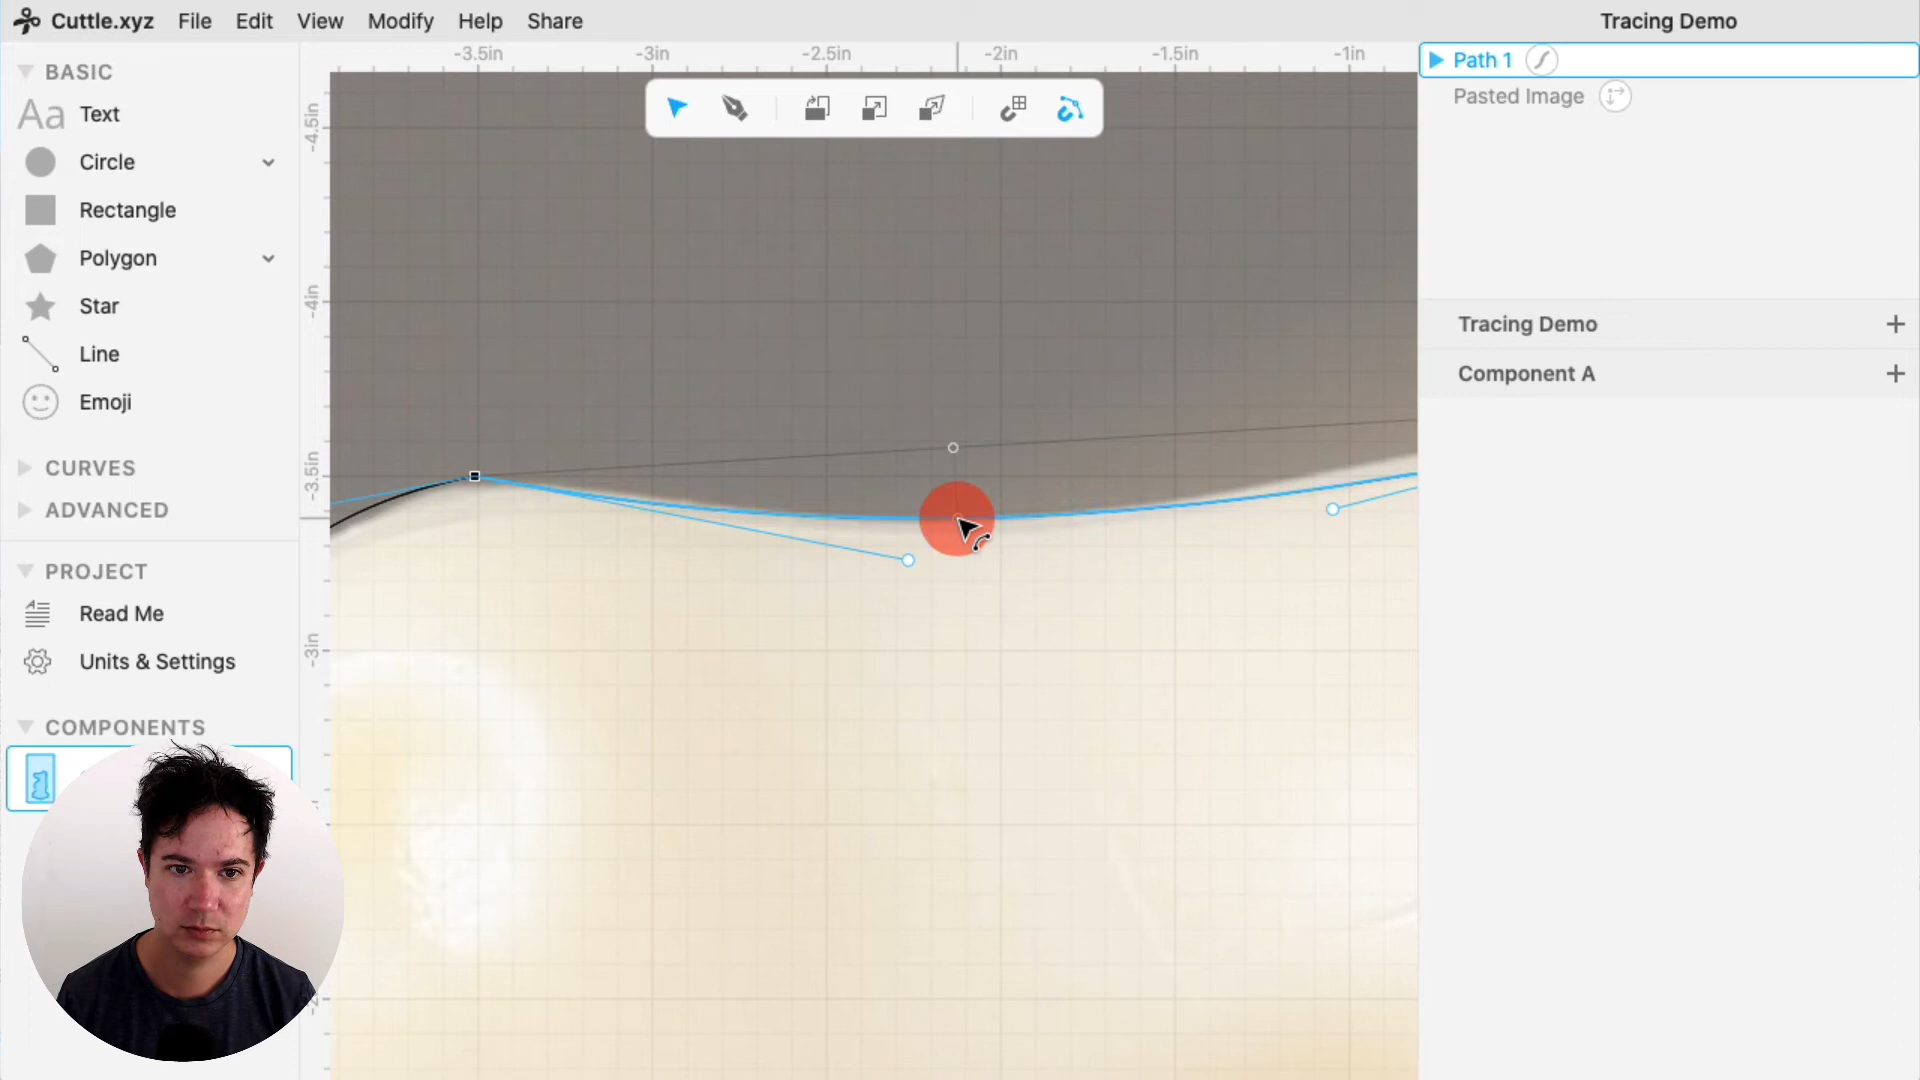 Cuttle.xyz File Edit View Modify Help Share
Tracing Demo
-3.5in -3in -2.5in -2in -1.5in -1in
-4.5in
-4in
-3.5in
-3in
BASIC
Aa Text
Circle
Rectangle
Polygon
Star
Line
Emoji
CURVES
ADVANCED
PROJECT
Read Me
Units & Settings
COMPONENTS
Path 1
Pasted Image
Tracing Demo
Component A